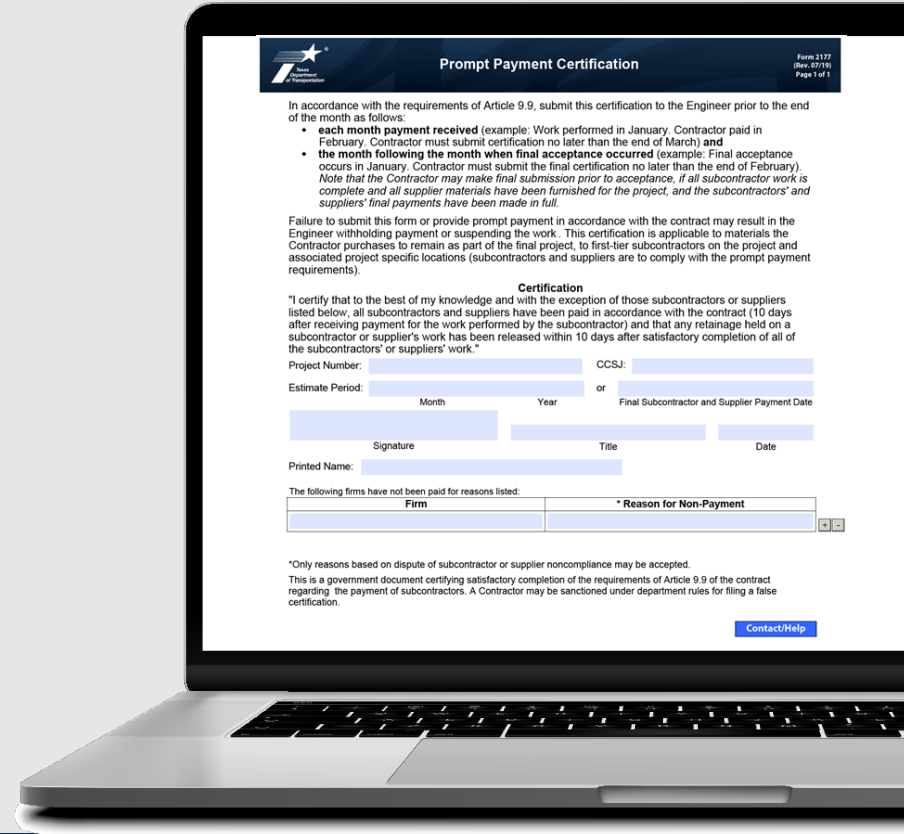 Texas
Department
of Transportation
®
Prompt Payment Certification
Form 2177
(Rev. 07/19)
Page 1 of 1
In accordance with the requirements of Article 9.9, submit this certification to the Engineer prior to the end
of the month as follows:
• each month payment received (example: Work performed in January. Contractor paid in
February. Contractor must submit certification no later than the end of March) and
• the month following the month when final acceptance occurred (example: Final acceptance
occurs in January. Contractor must submit the final certification no later than the end of February).
Note that the Contractor may make final submission prior to acceptance, if all subcontractor work is
complete and all supplier materials have been furnished for the project, and the subcontractors' and
suppliers' final payments have been made in full.
Failure to submit this form or provide prompt payment in accordance with the contract may result in the
Engineer withholding payment or suspending the work. This certification is applicable to materials the
Contractor purchases to remain as part of the final project, to first-tier subcontractors on the project and
associated project specific locations (subcontractors and suppliers are to comply with the prompt payment
requirements).
Certification
"I certify that to the best of my knowledge and with the exception of those subcontractors or suppliers
listed below, all subcontractors and suppliers have been paid in accordance with the contract (10 days
after receiving payment for the work performed by the subcontractor) and that any retainage held on a
subcontractor or supplier's work has been released within 10 days after satisfactory completion of all of
the subcontractors' or suppliers' work."
Project Number: CCSJ:
Estimate Period: or
Month Year Final Subcontractor and Supplier Payment Date
Signature Title Date
Printed Name:
The following firms have not been paid for reasons listed:
Firm * Reason for Non-Payment
+ -
*Only reasons based on dispute of subcontractor or supplier noncompliance may be accepted.
This is a government document certifying satisfactory completion of the requirements of Article 9.9 of the contract
regarding the payment of subcontractors. A Contractor may be sanctioned under department rules for filing a false
certification.
Contact/Help